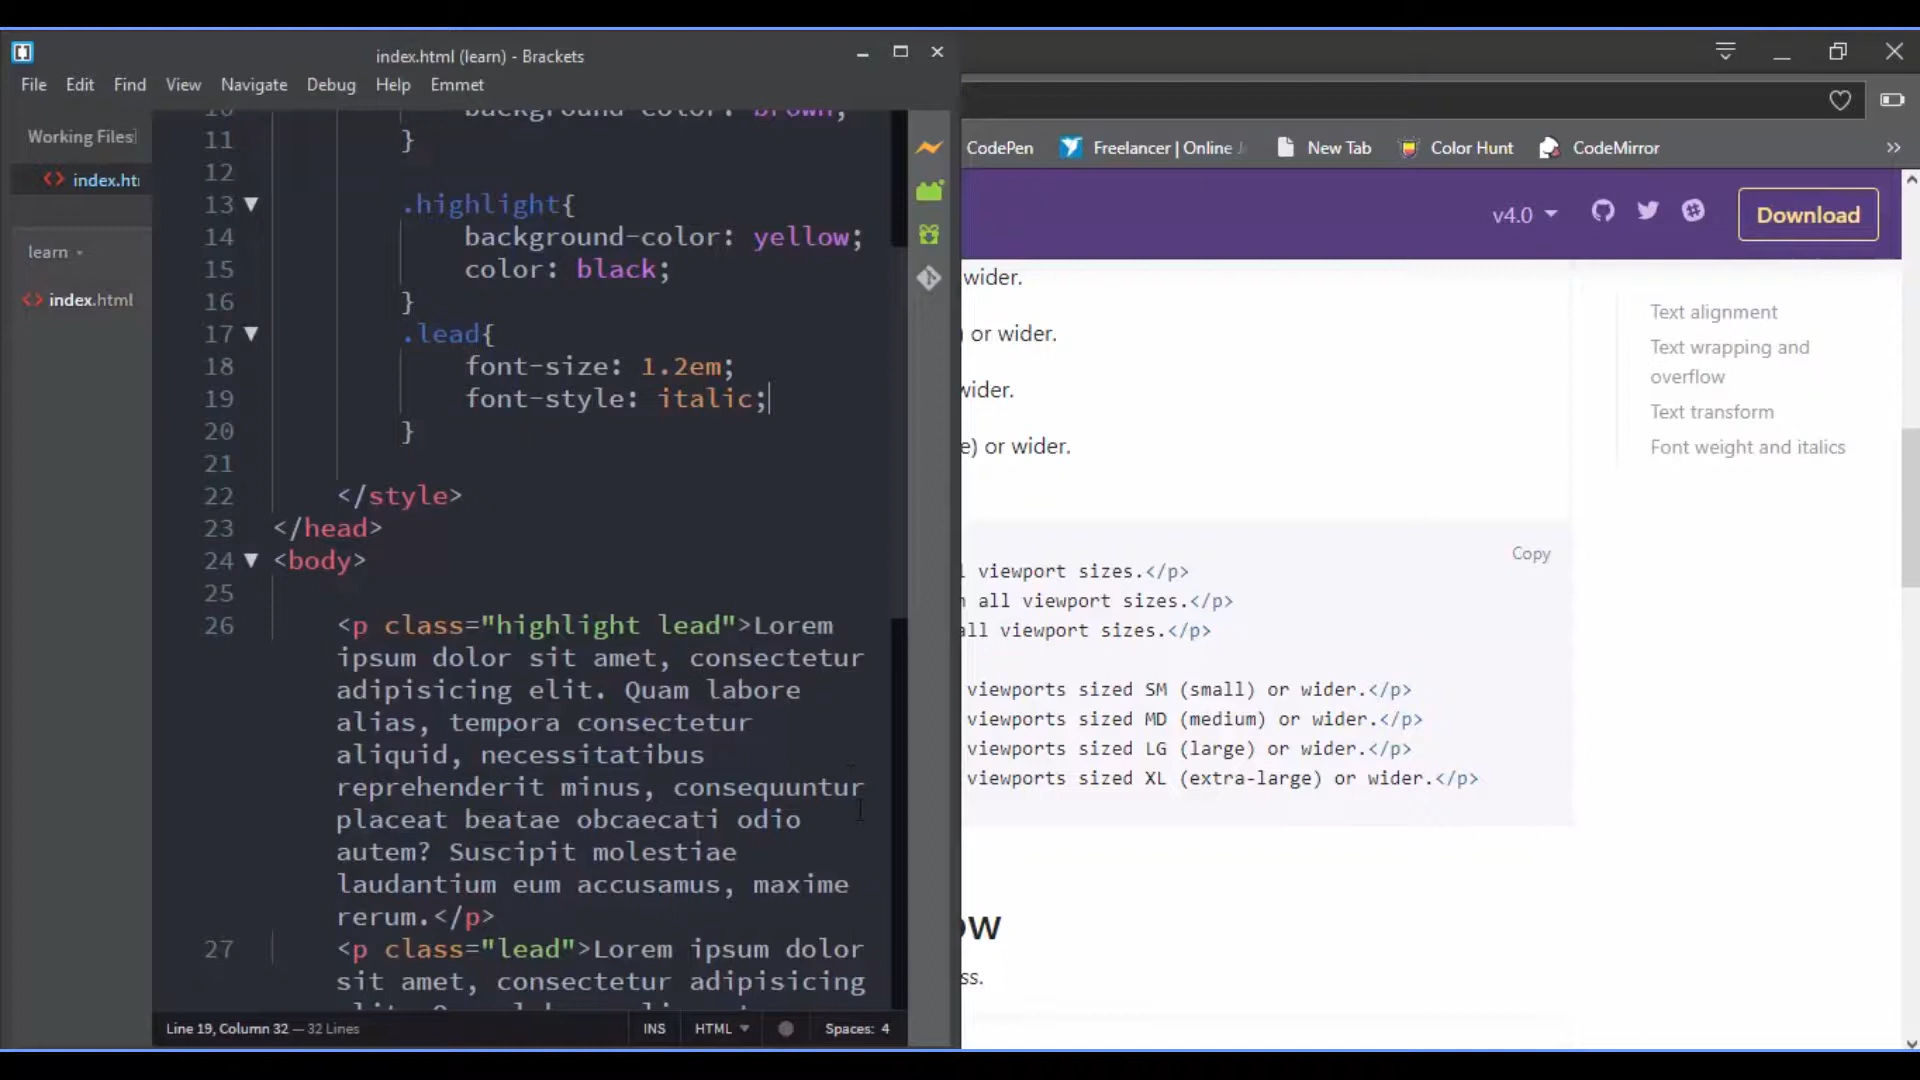 index.html (learn) - Brackets
File Edit Find View Navigate Debug Help Emmet
Working Files
index.ht
learn
index.html
10 background-color: brown;
11 }
12
13 .highlight{
14 background-color: yellow;
15 color: black;
16 }
17 .lead{
18 font-size: 1.2em;
19 font-style: italic;
20 }
21
22 </style>
23 </head>
24 <body>
25
26 <p class="highlight lead">Lorem
ipsum dolor sit amet, consectetur
adipisicing elit. Quam labore
alias, tempora consectetur
aliquid, necessitatibus
reprehenderit minus, consequuntur
placeat beatae obcaecati odio
autem? Suscipit molestiae
laudantium eum accusamus, maxime
rerum.</p>
27 <p class="lead">Lorem ipsum dolor
sit amet, consectetur adipisicing
Line 19, Column 32 — 32 Lines
INS HTML Spaces: 4
CodePen Freelancer | Online New Tab Color Hunt CodeMirror »
v4.0 Download
wider.
) or wider.
wider.
e) or wider.
Text alignment
Text wrapping and
overflow
Text transform
Font weight and italics
Copy
l viewport sizes.</p>
n all viewport sizes.</p>
all viewport sizes.</p>
viewports sized SM (small) or wider.</p>
viewports sized MD (medium) or wider.</p>
viewports sized LG (large) or wider.</p>
viewports sized XL (extra-large) or wider.</p>
ow
ss.